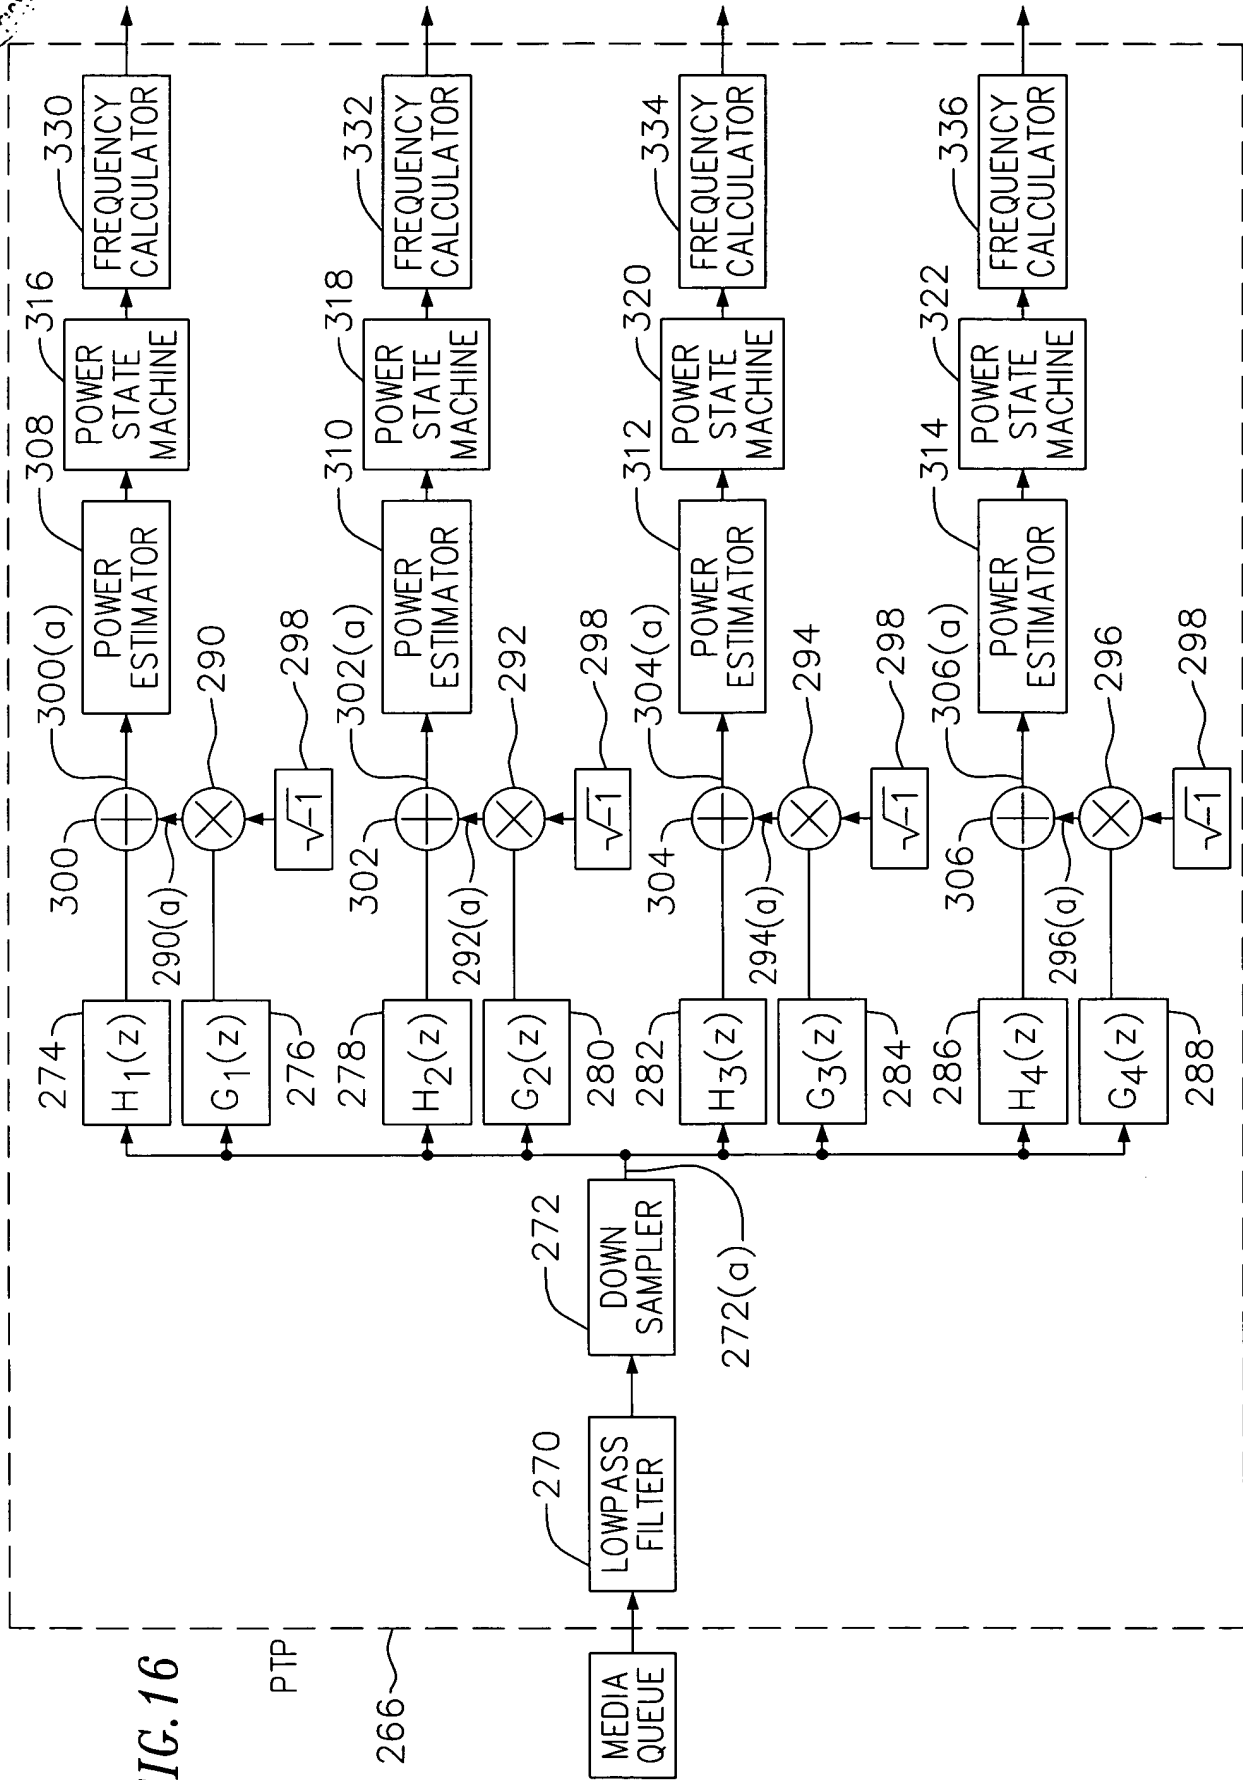 FIG. 16
PTP
266
MEDIA
QUEUE
270
LOWPASS
FILTER
272
DOWN
SAMPLER
272(a)
274
H1(z)
276
G1(z)
278
H2(z)
280
G2(z)
282
H3(z)
284
G3(z)
286
H4(z)
288
G4(z)
300
290(a)
300(a)
290
√-1
298
302
292(a)
302(a)
292
√-1
298
304
294(a)
304(a)
294
√-1
298
306
296(a)
306(a)
296
√-1
298
308
POWER
ESTIMATOR
316
POWER
STATE
MACHINE
330
FREQUENCY
CALCULATOR
310
POWER
ESTIMATOR
318
POWER
STATE
MACHINE
332
FREQUENCY
CALCULATOR
312
POWER
ESTIMATOR
320
POWER
STATE
MACHINE
334
FREQUENCY
CALCULATOR
314
POWER
ESTIMATOR
322
POWER
STATE
MACHINE
336
FREQUENCY
CALCULATOR